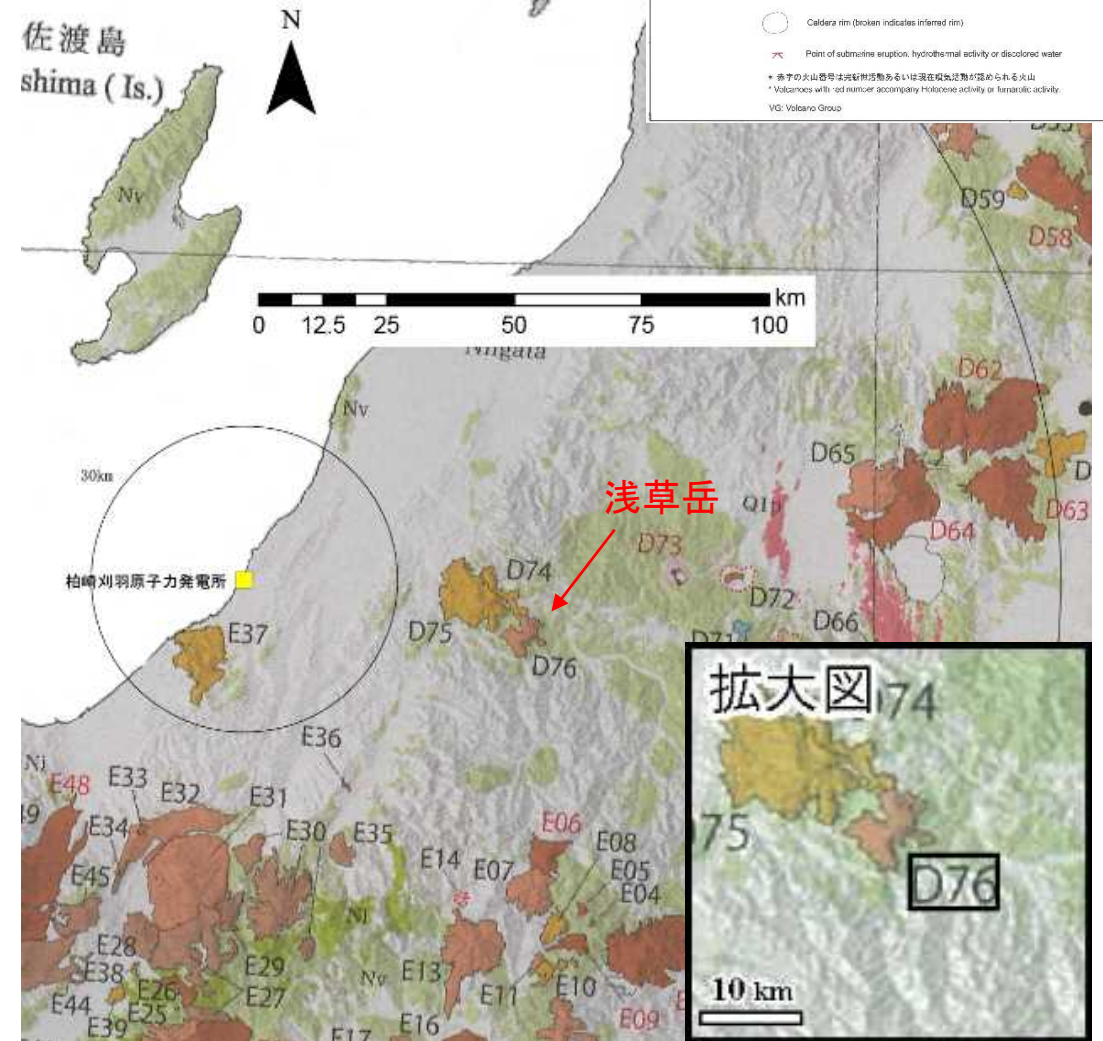 佐渡島
shima ( Is.)
N
Caldera rim (broken indicates inferred rim)
Point of submarine eruption, hydrothermal activity or discolored water
* 赤字の火山番号は完新世活動あるいは現在噴気活動が認められる火山
* Volcanoes with red number accompany Holocene activity or fumarolic activity.
VG: Volcano Group
Nv
D59
D58
km
0 12.5 25 50 75 100
Niigata
D62
Nv
D65
30km
浅草岳
Q1p
D63
D64
D73
柏崎刈羽原子力発電所
D74
D72
E37
D75
D66
D76
D71
拡大図
D74
E36
Nj
E48
E33
E32
E31
E34
E30
E35
E06
E08
E14
E07
E05
E45
E04
D75
D76
Nj
E28
E38
E29
Nv
E13
E44
E26
E27
E11
E10
10 km
E39
E25
E16
E09
E17